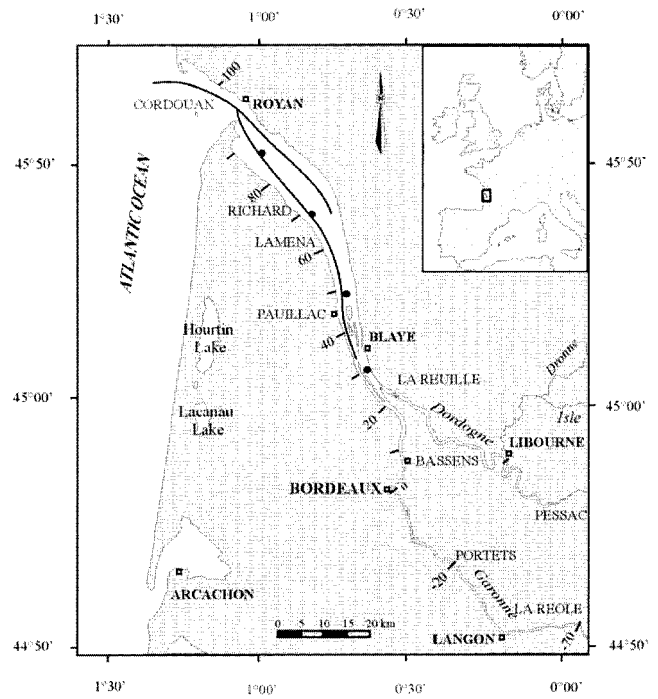 1°30' 1°00' 0°30' 0°00'
100
CORDOUAN
ROYAN
45°50' 45°50'
80
RICHARD
LAMENA
60
ATLANTIC OCEAN
PAUILLAC
Hourtin
Lake
40
BLAYE
Dronne
LA REUILLE
45°00' 45°00'
Lacanau
Lake
20
Dordogne
Isle
LIBOURNE
BASSENS
BORDEAUX
0
PESSAC
PORTETS
-20
Garonne
ARCACHON
LA REOLE
0 5 10 15 20 km
LANGON
-70
44°50' 44°50'
1°30' 1°00' 0°30' 0°00'